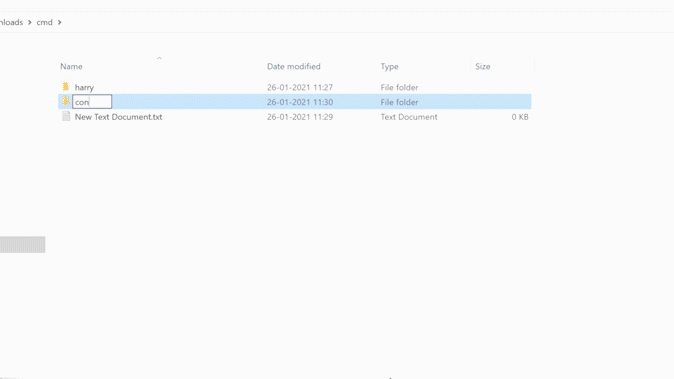 nloads > cmd >
Name Date modified Type Size
harry 26-01-2021 11:27 File folder
con 26-01-2021 11:30 File folder
New Text Document.txt 26-01-2021 11:29 Text Document 0 KB